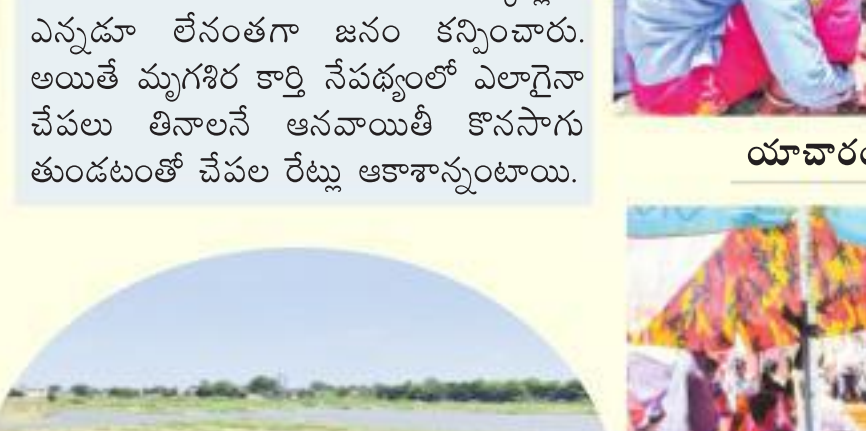 ఎన్నడూ లేనంతగా జనం కన్పించారు.
అయితే మృగశిర కార్తి నేపథ్యంలో ఎలాగైనా
చేపలు తినాలనే ఆనవాయితీ కొనసాగు
తుండటంతో చేపల రేట్లు ఆకాశాన్నంటాయి.